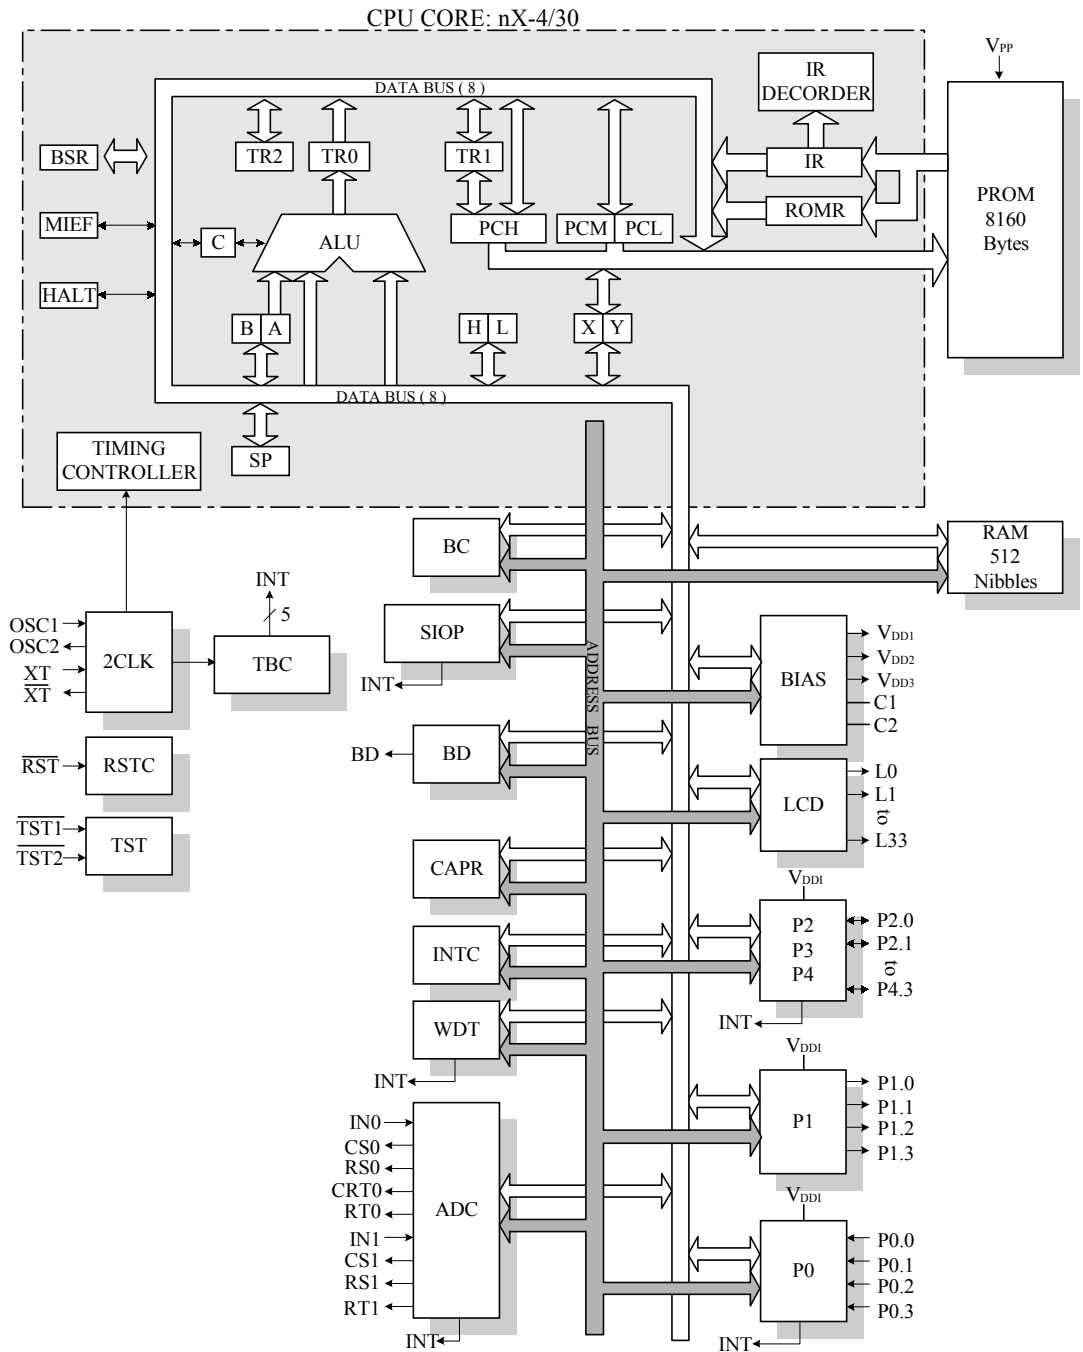 CPU CORE: nX-4/30
DATA BUS ( 8 )
IR
DECORDER
VPP
BSR
TR2
TR0
TR1
IR
PROM
8160
Bytes
MIEF
C
ALU
PCH
PCM
PCL
ROMR
HALT
B
A
H
L
X
Y
DATA BUS ( 8 )
TIMING
CONTROLLER
SP
BC
RAM
512
Nibbles
INT
5
OSC1
OSC2
XT
X̅T̅
2CLK
TBC
SIOP
INT
ADDRESS BUS
BIAS
VDD1
VDD2
VDD3
C1
C2
R̅S̅T̅
RSTC
BD
BD
LCD
L0
L1
to
L33
T̅S̅T̅1̅
T̅S̅T̅2̅
TST
CAPR
VDDI
P2
P3
P4
P2.0
P2.1
to
P4.3
INT
INTC
WDT
INT
VDDI
P1
P1.0
P1.1
P1.2
P1.3
IN0
CS0
RS0
CRT0
RT0
IN1
CS1
RS1
RT1
ADC
INT
VDDI
P0
P0.0
P0.1
P0.2
P0.3
INT